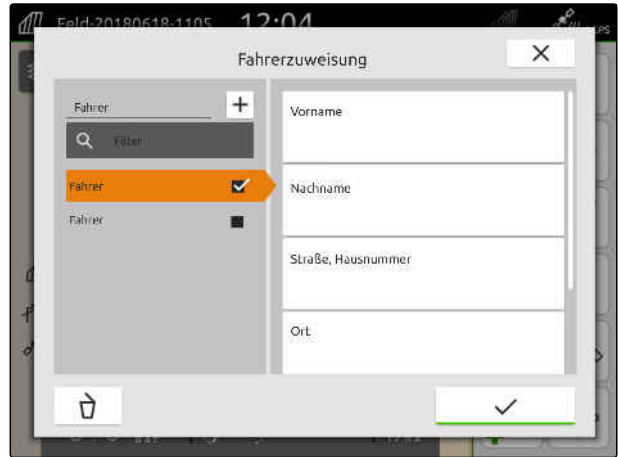 Feld-20180618-1105
12:04
Fahrerzuweisung
Fahrer
Filter
Fahrer
Fahrer
Vorname
Nachname
Straße, Hausnummer
Ort